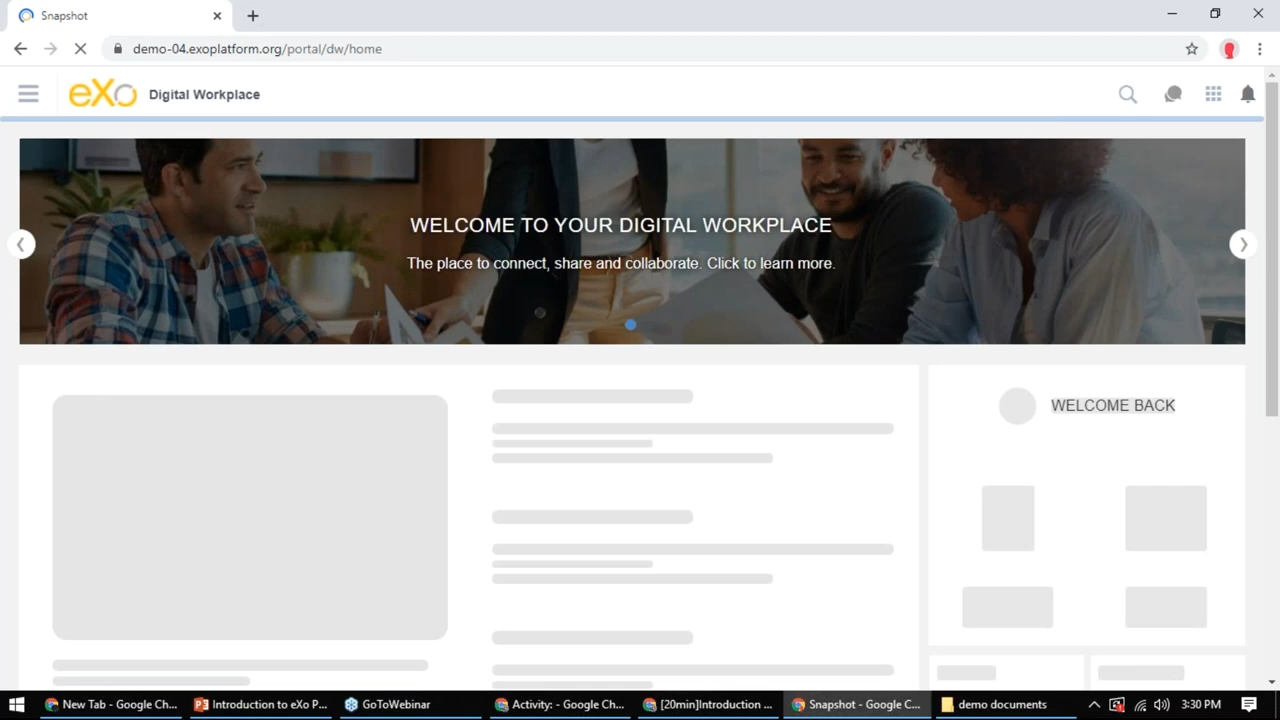 Snapshot
demo-04.exoplatform.org/portal/dw/home
eXo Digital Workplace
WELCOME TO YOUR DIGITAL WORKPLACE
The place to connect, share and collaborate. Click to learn more.
WELCOME BACK
New Tab - Google Ch... Introduction to eXo P... GoToWebinar Activity: - Google Ch... [20min]Introduction ... Snapshot - Google C... demo documents 3:30 PM